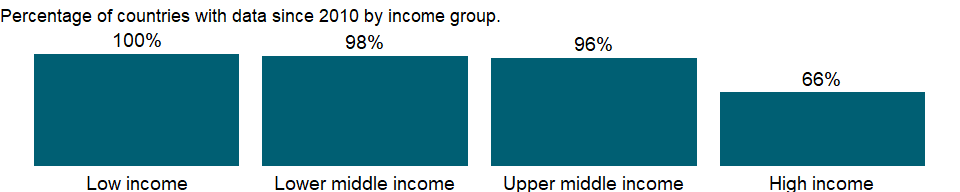 Percentage of countries with data since 2010 by income group.
100%
98%
96%
66%
Low income
Lower middle income
Upper middle income
High income